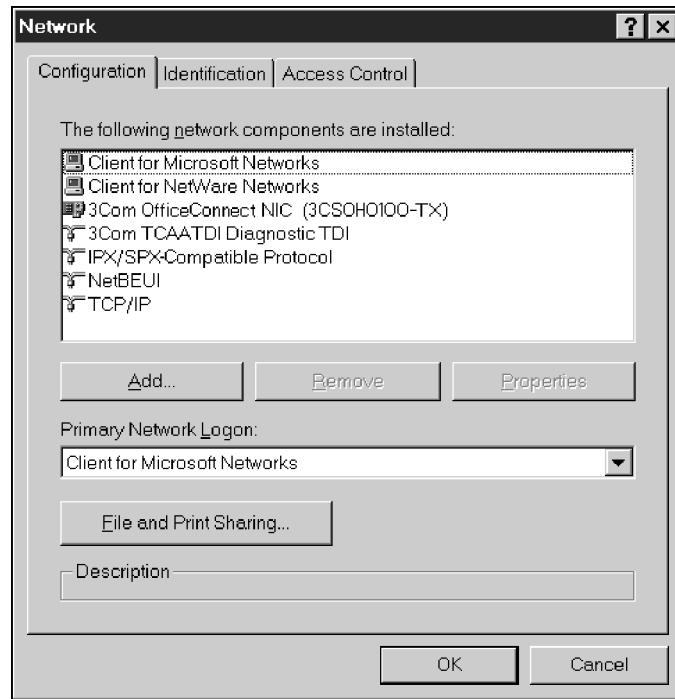 Network
? ×
Configuration Identification Access Control
The following network components are installed:
Client for Microsoft Networks
Client for NetWare Networks
3Com OfficeConnect NIC (3CSOHO100-TX)
3Com TCAATDI Diagnostic TDI
IPX/SPX-Compatible Protocol
NetBEUI
TCP/IP
Add... Remove Properties
Primary Network Logon:
Client for Microsoft Networks
File and Print Sharing...
Description
OK Cancel